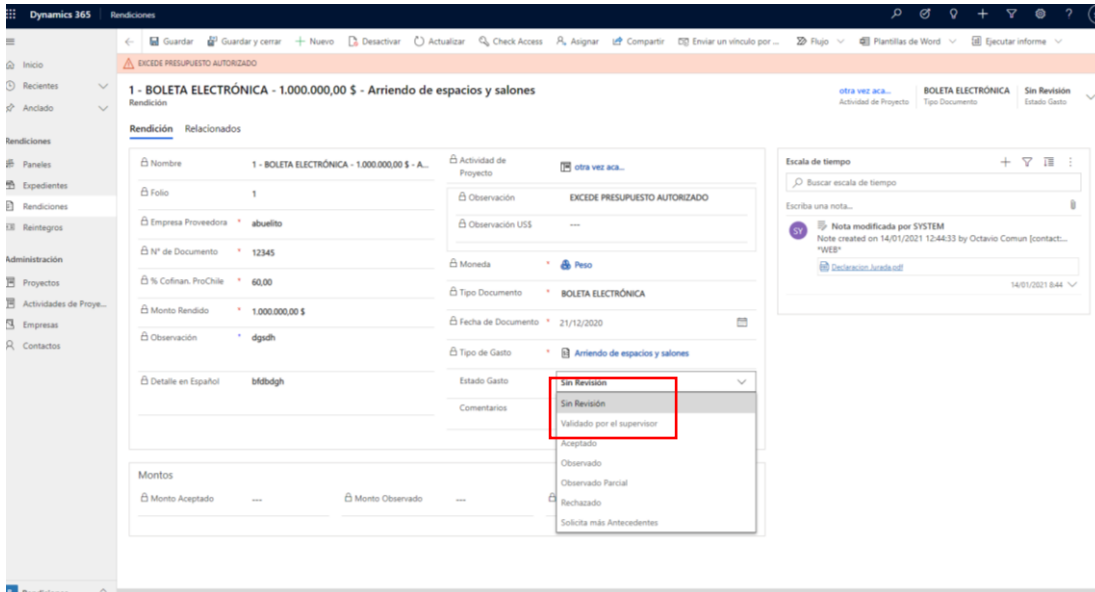 Dynamics 365 Rendiciones
Guardar Guardar y cerrar Nuevo Desactivar Actualizar Check Access Asignar Compartir Enviar un vínculo por ... Flujo Plantillas de Word Ejecutar informe
Inicio
Recientes
Anclado
Rendiciones
Paneles
Expedientes
Rendiciones
Reintegros
Administración
Proyectos
Actividades de Proye...
Empresas
Contactos
EXCEDE PRESUPUESTO AUTORIZADO
1 - BOLETA ELECTRÓNICA - 1.000.000,00 $ - Arriendo de espacios y salones
Rendición
otra vez aca... BOLETA ELECTRÓNICA Sin Revisión
Actividad de Proyecto Tipo Documento Estado Gasto
Rendición Relacionados
Nombre 1 - BOLETA ELECTRÓNICA - 1.000.000,00 $ - A...
Folio 1
Empresa Proveedora * abuelito
N° de Documento * 12345
% Cofinan. ProChile * 60,00
Monto Rendido * 1.000.000,00 $
Observación * dgsdh
Detalle en Español bfdbdgh
Actividad de
Proyecto
otra vez aca...
Observación EXCEDE PRESUPUESTO AUTORIZADO
Observación US$ ---
Moneda * Peso
Tipo Documento * BOLETA ELECTRÓNICA
Fecha de Documento * 21/12/2020
Tipo de Gasto * Arriendo de espacios y salones
Estado Gasto Sin Revisión
Comentarios
Sin Revisión
Validado por el supervisor
Aceptado
Observado
Observado Parcial
Rechazado
Solicita más Antecedentes
Montos
Monto Aceptado --- Monto Observado ---
Escala de tiempo
Buscar escala de tiempo
Escriba una nota...
SY
Nota modificada por SYSTEM
Note created on 14/01/2021 12:44:33 by Octavio Comun [contact:...
*WEB*
Declaracion Jurada.pdf
14/01/2021 8:44